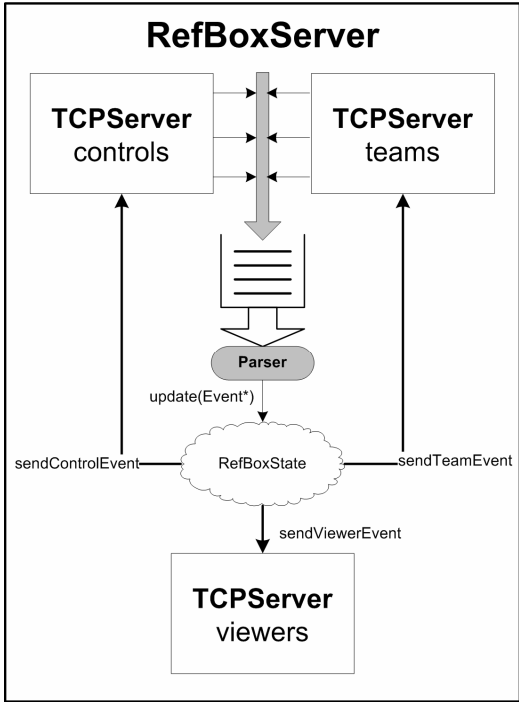 RefBoxServer
TCPServer
controls
TCPServer
teams
Parser
update(Event*)
sendControlEvent
RefBoxState
sendTeamEvent
sendViewerEvent
TCPServer
viewers